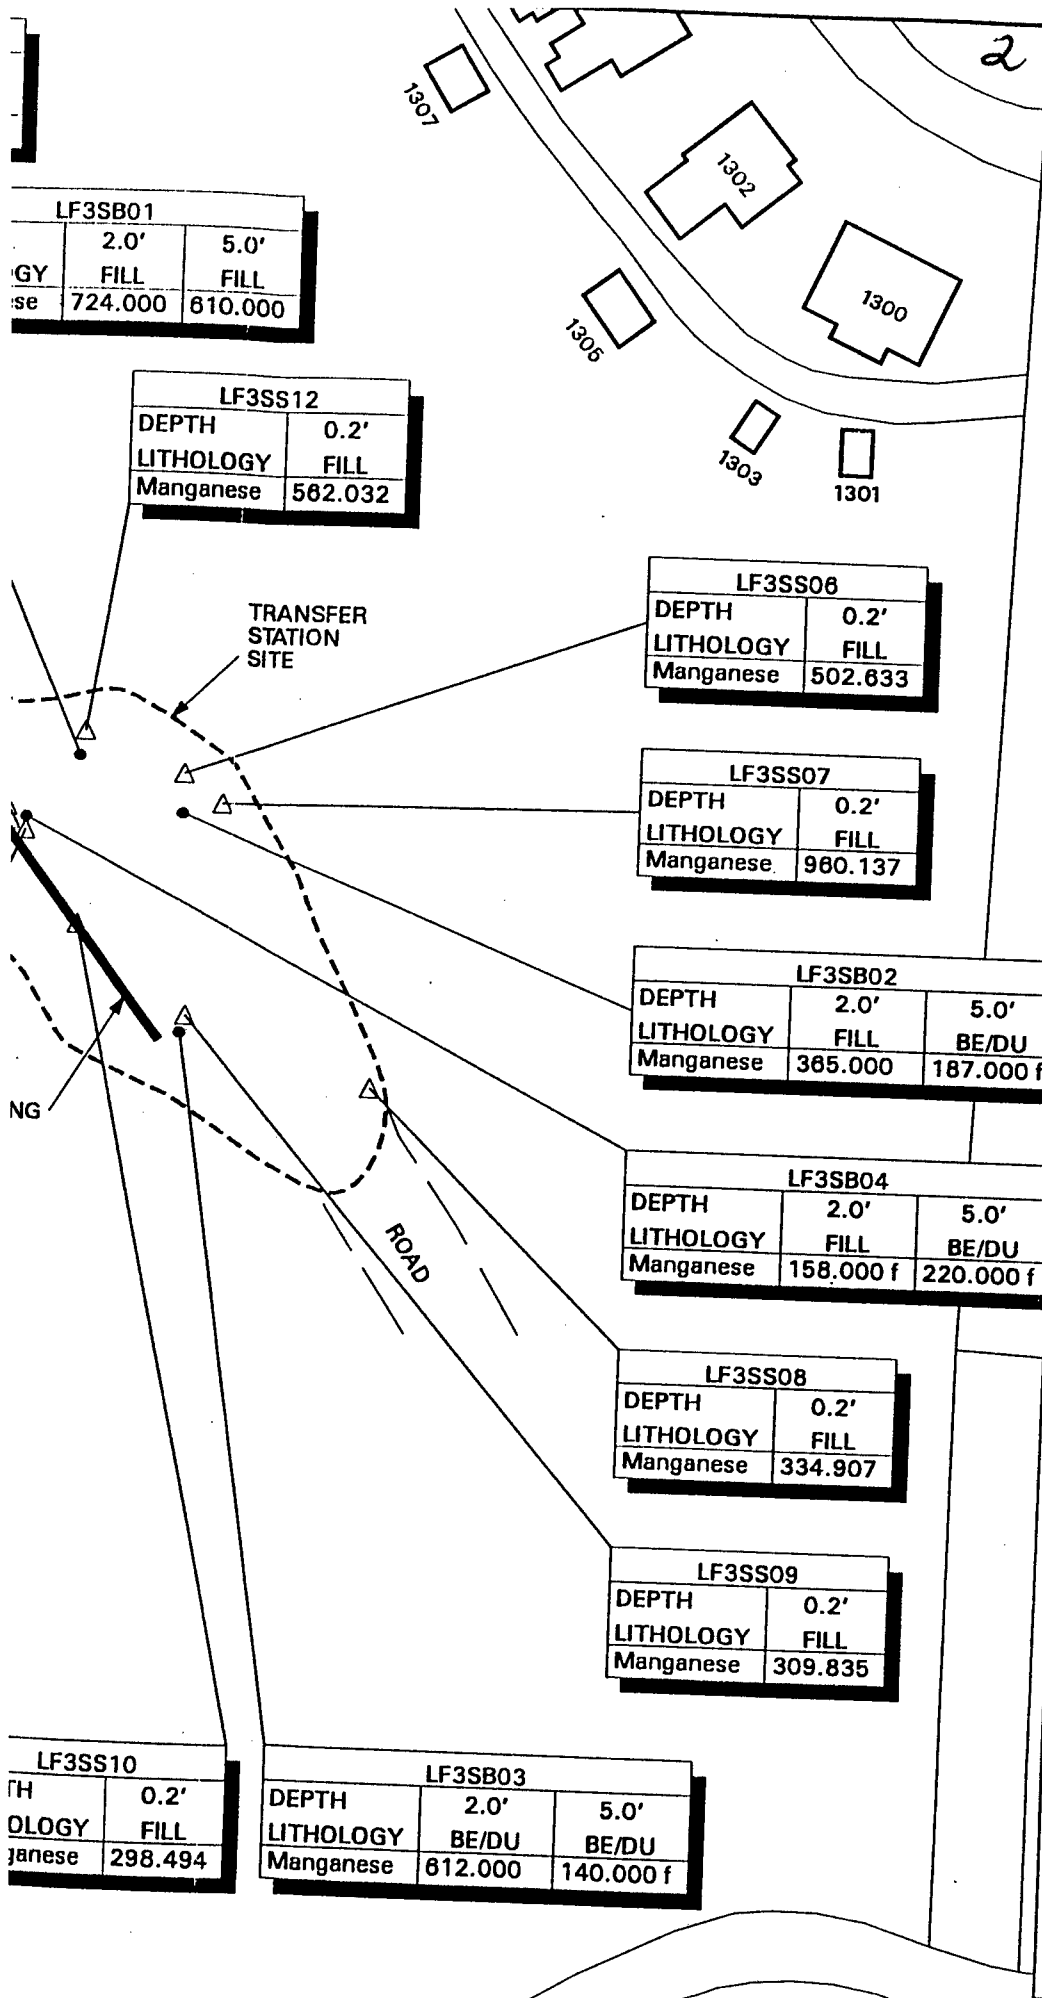 2
1307
1302
1300
1305
1303
1301
LF3SB01
2.0' 5.0'
GY FILL FILL
se 724.000 610.000
LF3SS12
DEPTH 0.2'
LITHOLOGY FILL
Manganese 562.032
TRANSFER
STATION
SITE
LF3SS06
DEPTH 0.2'
LITHOLOGY FILL
Manganese 502.633
LF3SS07
DEPTH 0.2'
LITHOLOGY FILL
Manganese 960.137
LF3SB02
DEPTH 2.0' 5.0'
LITHOLOGY FILL BE/DU
Manganese 365.000 187.000 f
NG
LF3SB04
DEPTH 2.0' 5.0'
LITHOLOGY FILL BE/DU
Manganese 158.000 f 220.000 f
ROAD
LF3SS08
DEPTH 0.2'
LITHOLOGY FILL
Manganese 334.907
LF3SS09
DEPTH 0.2'
LITHOLOGY FILL
Manganese 309.835
LF3SS10
TH 0.2'
OLOGY FILL
ganese 298.494
LF3SB03
DEPTH 2.0' 5.0'
LITHOLOGY BE/DU BE/DU
Manganese 612.000 140.000 f